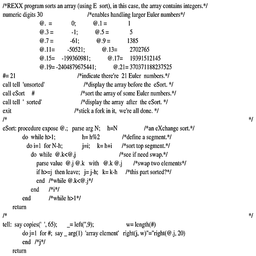 /*REXX program sorts an array (using E sort), in this case, the array contains integers.*/
numeric digits 30 /*enables handling larger Euler numbers*/
@. = 0; @.1 = 1
@.3 = -1; @.5 = 5
@.7 = -61; @.9 = 1385
@.11= -50521; @.13= 2702765
@.15= -199360981; @.17= 19391512145
@.19= -2404879675441; @.21= 370371188237525
#= 21 /*indicate there're 21 Euler numbers.*/
call tell 'unsorted' /*display the array before the eSort. */
call eSort # /*sort the array of some Euler numbers.*/
call tell ' sorted' /*display the array after the eSort. */
exit /*stick a fork in it, we're all done. */
/* */
eSort: procedure expose @.; parse arg N; h=N /*an eXchange sort.*/
do while h>1; h= h%2 /*define a segment.*/
do i=1 for N-h; j=i; k= h+i /*sort top segment.*/
do while @.k<@.j /*see if need swap.*/
parse value @.j @.k with @.k @.j /*swap two elements*/
if h>=j then leave; j= j-h; k= k-h /*this part sorted?*/
end /*while @.k<@.j*/
end /*i*/
end /*while h>1*/
return
/* */
tell: say copies(' ', 65); _= left('',9); w= length(#)
do j=1 for #; say _ arg(1) 'array element' right(j, w)"="right(@.j, 20)
end /*j*/
return